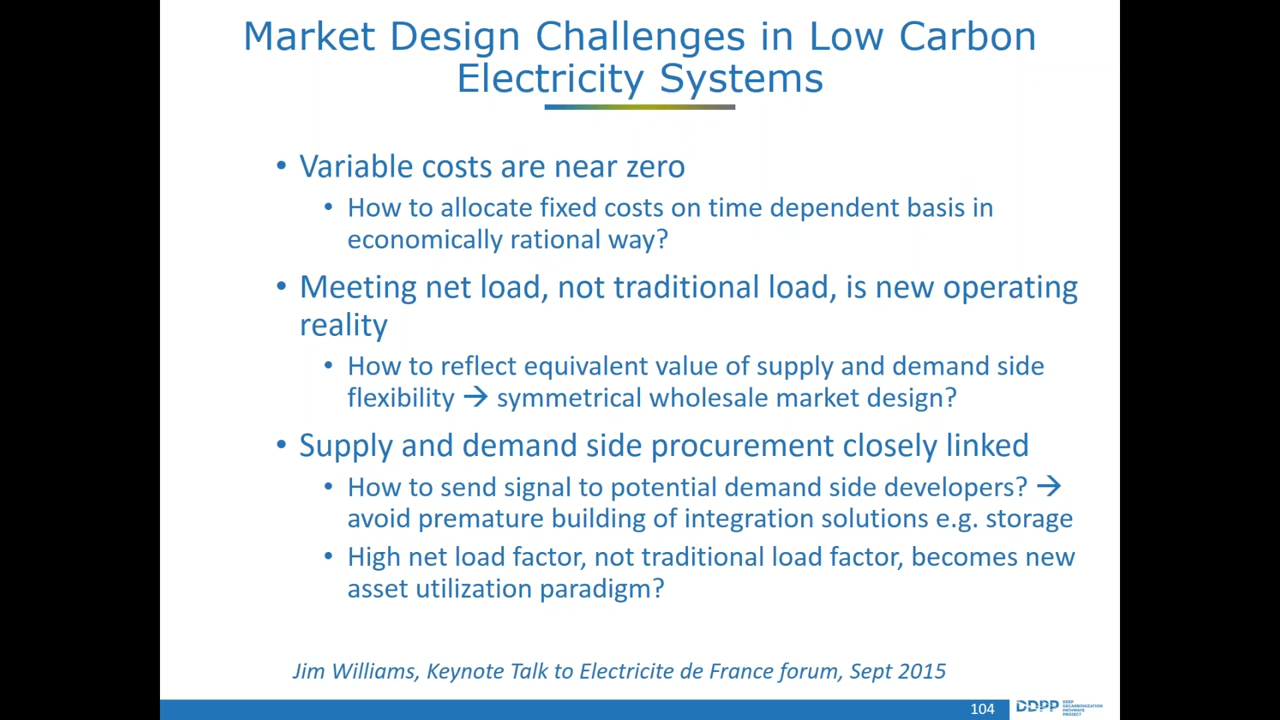 Market Design Challenges in Low Carbon
Electricity Systems
• Variable costs are near zero
• How to allocate fixed costs on time dependent basis in
economically rational way?
• Meeting net load, not traditional load, is new operating
reality
• How to reflect equivalent value of supply and demand side
flexibility → symmetrical wholesale market design?
• Supply and demand side procurement closely linked
• How to send signal to potential demand side developers? →
avoid premature building of integration solutions e.g. storage
• High net load factor, not traditional load factor, becomes new
asset utilization paradigm?
Jim Williams, Keynote Talk to Electricite de France forum, Sept 2015
104
DDPP
DEEP
DECARBONIZATION
PATHWAYS
PROJECT